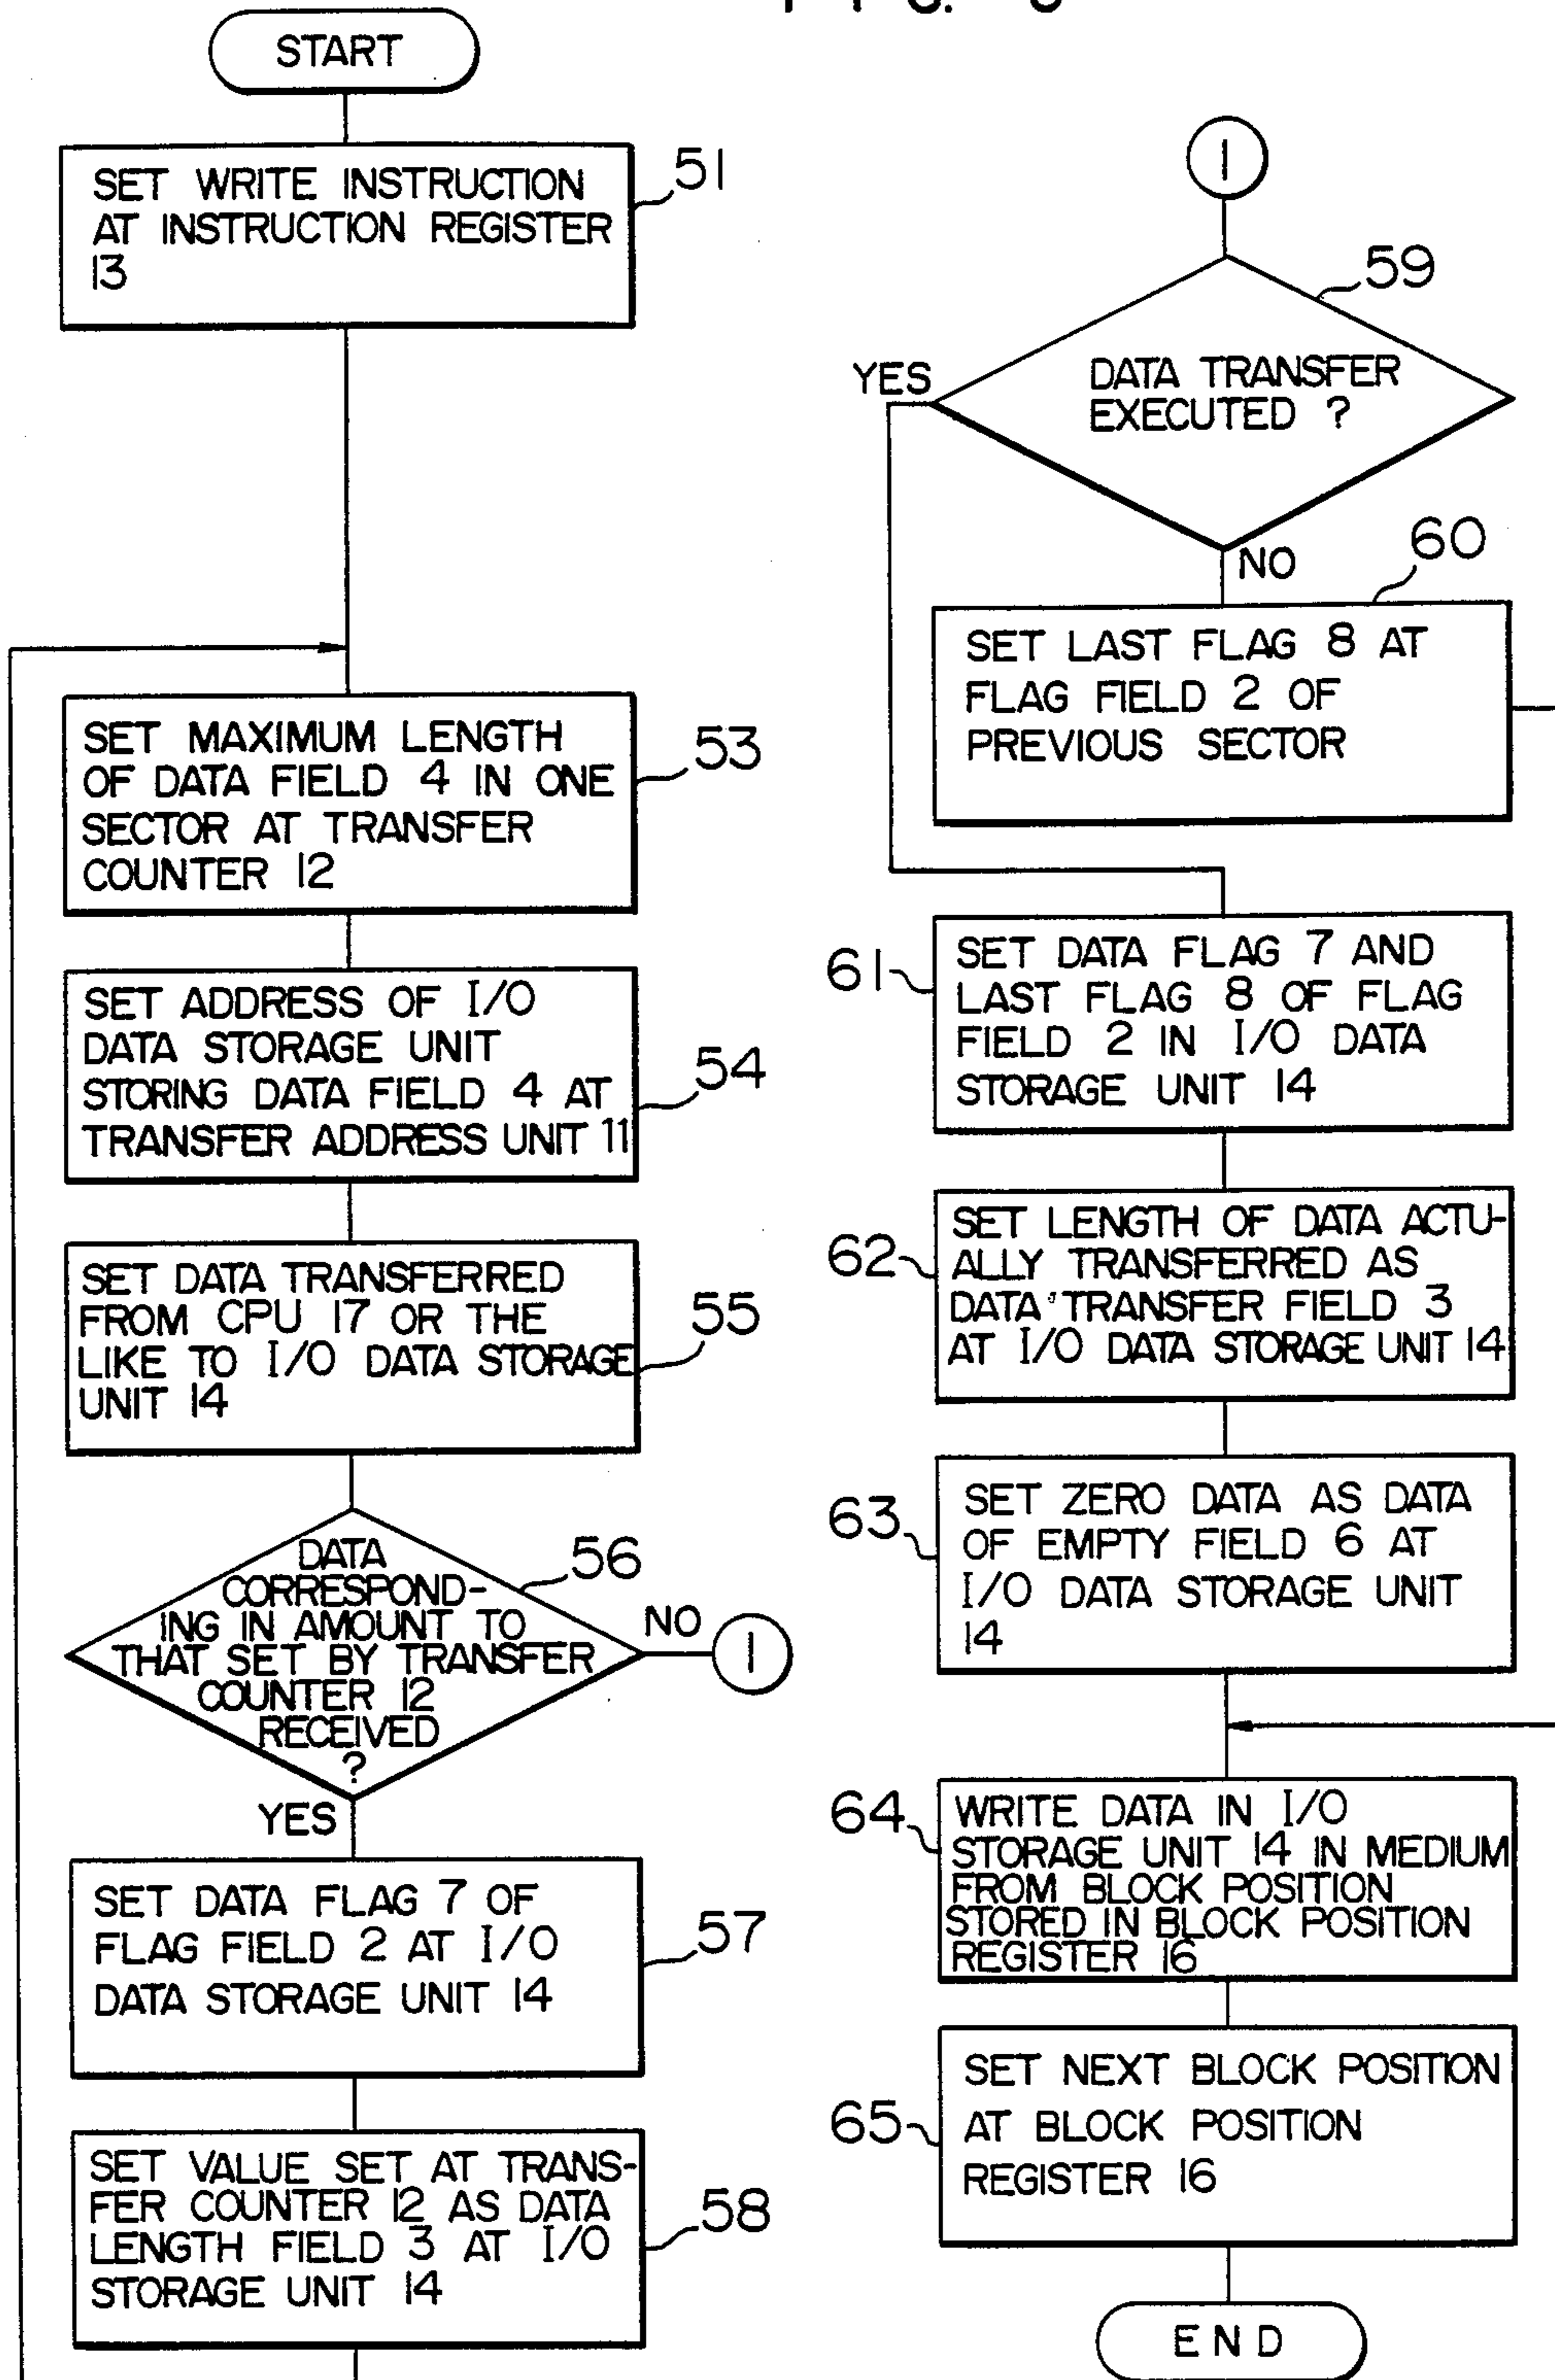 START
SET WRITE INSTRUCTION
AT INSTRUCTION REGISTER
13
51
SET MAXIMUM LENGTH
OF DATA FIELD 4 IN ONE
SECTOR AT TRANSFER
COUNTER 12
53
SET ADDRESS OF I/O
DATA STORAGE UNIT
STORING DATA FIELD 4 AT
TRANSFER ADDRESS UNIT 11
54
SET DATA TRANSFERRED
FROM CPU 17 OR THE
LIKE TO I/O DATA STORAGE
UNIT 14
55
DATA
CORRESPOND-
ING IN AMOUNT TO
THAT SET BY TRANSFER
COUNTER 12
RECEIVED
?
56
NO
1
YES
SET DATA FLAG 7 OF
FLAG FIELD 2 AT I/O
DATA STORAGE UNIT 14
57
SET VALUE SET AT TRANS-
FER COUNTER 12 AS DATA
LENGTH FIELD 3 AT I/O
STORAGE UNIT 14
58
1
59
YES
DATA TRANSFER
EXECUTED ?
NO
60
SET LAST FLAG 8 AT
FLAG FIELD 2 OF
PREVIOUS SECTOR
61
SET DATA FLAG 7 AND
LAST FLAG 8 OF FLAG
FIELD 2 IN I/O DATA
STORAGE UNIT 14
62
SET LENGTH OF DATA ACTU-
ALLY TRANSFERRED AS
DATA TRANSFER FIELD 3
AT I/O DATA STORAGE UNIT 14
63
SET ZERO DATA AS DATA
OF EMPTY FIELD 6 AT
I/O DATA STORAGE UNIT
14
64
WRITE DATA IN I/O
STORAGE UNIT 14 IN MEDIUM
FROM BLOCK POSITION
STORED IN BLOCK POSITION
REGISTER 16
65
SET NEXT BLOCK POSITION
AT BLOCK POSITION
REGISTER 16
END